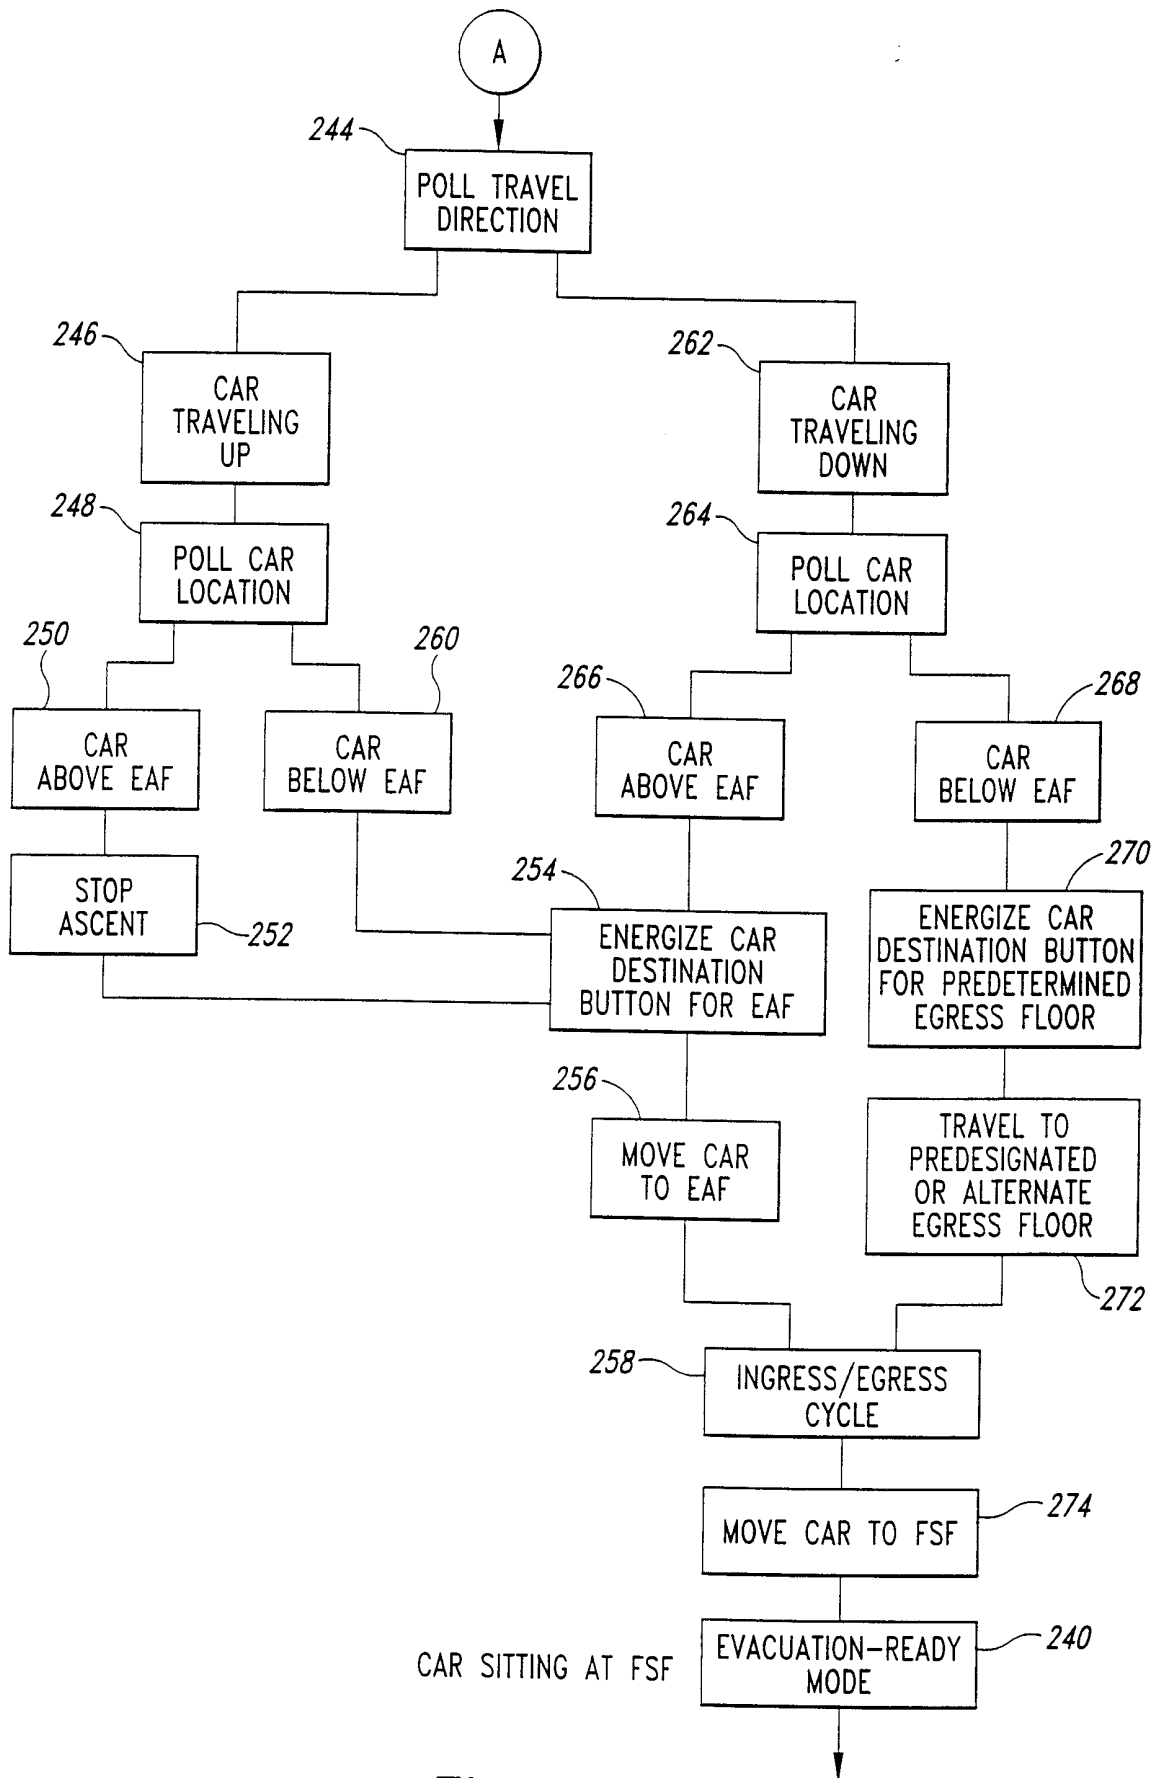 A
244
POLL TRAVEL
DIRECTION
246
CAR
TRAVELING
UP
262
CAR
TRAVELING
DOWN
248
POLL CAR
LOCATION
264
POLL CAR
LOCATION
250
CAR
ABOVE EAF
260
CAR
BELOW EAF
266
CAR
ABOVE EAF
268
CAR
BELOW EAF
STOP
ASCENT
252
254
ENERGIZE CAR
DESTINATION
BUTTON FOR EAF
270
ENERGIZE CAR
DESTINATION BUTTON
FOR PREDETERMINED
EGRESS FLOOR
256
MOVE CAR
TO EAF
TRAVEL TO
PREDESIGNATED
OR ALTERNATE
EGRESS FLOOR
272
258
INGRESS/EGRESS
CYCLE
MOVE CAR TO FSF
274
CAR SITTING AT FSF
EVACUATION-READY
MODE
240